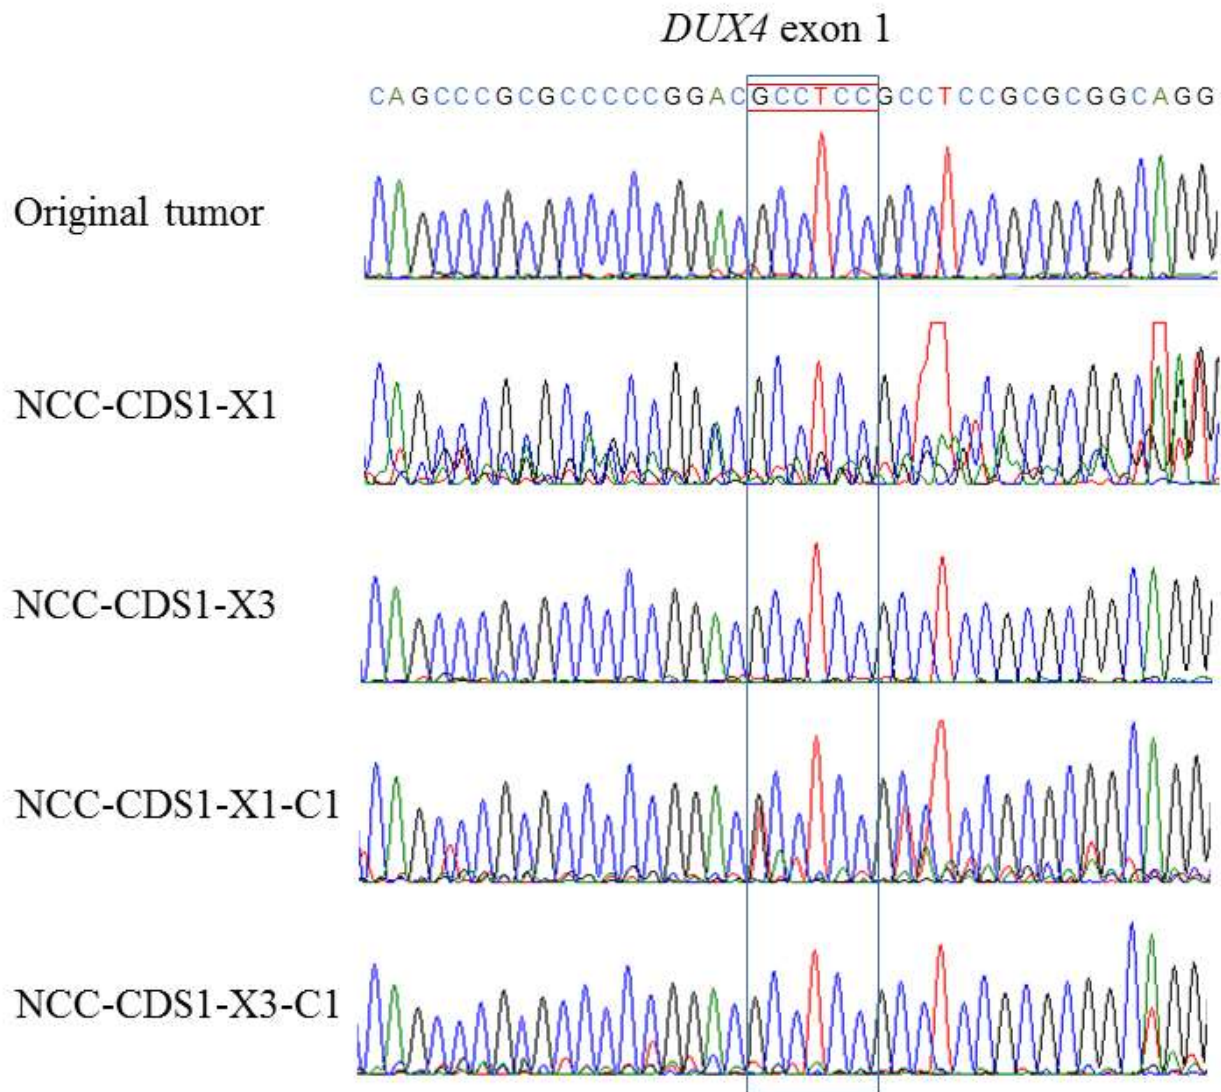 DUX4 exon 1
CAGCCCGCGCCCCCGGACGCCTCCGCCTCCGCGCGGCAGG
Original tumor
NCC-CDS1-X1
NCC-CDS1-X3
NCC-CDS1-X1-C1
NCC-CDS1-X3-C1